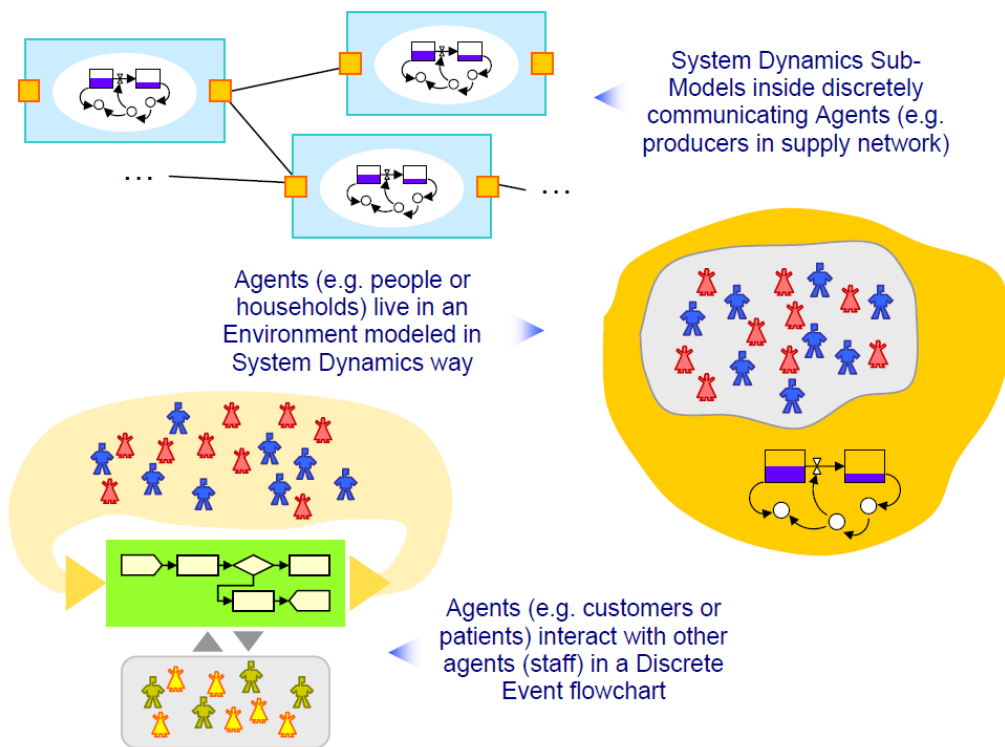 System Dynamics Sub-
Models inside discretely
communicating Agents (e.g.
producers in supply network)
...
...
Agents (e.g. people or
households) live in an
Environment modeled in
System Dynamics way
Agents (e.g. customers or
patients) interact with other
agents (staff) in a Discrete
Event flowchart